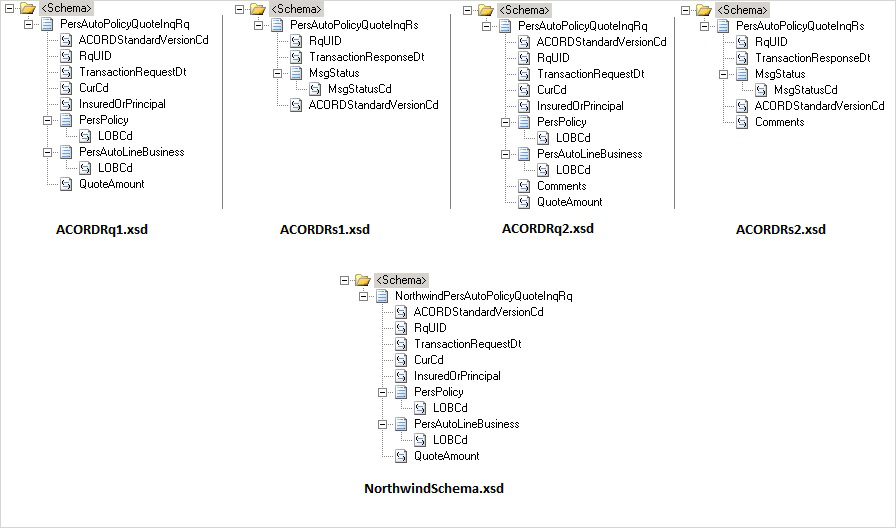 <Schema>
PersAutoPolicyQuoteInqRq
ACORDStandardVersionCd
RqUID
TransactionRequestDt
CurCd
InsuredOrPrincipal
PersPolicy
LOBCd
PersAutoLineBusiness
LOBCd
QuoteAmount
ACORDRq1.xsd
<Schema>
PersAutoPolicyQuoteInqRs
RqUID
TransactionResponseDt
MsgStatus
MsgStatusCd
ACORDStandardVersionCd
ACORDRs1.xsd
<Schema>
PersAutoPolicyQuoteInqRq
ACORDStandardVersionCd
RqUID
TransactionRequestDt
CurCd
InsuredOrPrincipal
PersPolicy
LOBCd
PersAutoLineBusiness
LOBCd
Comments
QuoteAmount
ACORDRq2.xsd
<Schema>
PersAutoPolicyQuoteInqRs
RqUID
TransactionResponseDt
MsgStatus
MsgStatusCd
ACORDStandardVersionCd
Comments
ACORDRs2.xsd
<Schema>
NorthwindPersAutoPolicyQuoteInqRq
ACORDStandardVersionCd
RqUID
TransactionRequestDt
CurCd
InsuredOrPrincipal
PersPolicy
LOBCd
PersAutoLineBusiness
LOBCd
QuoteAmount
NorthwindSchema.xsd